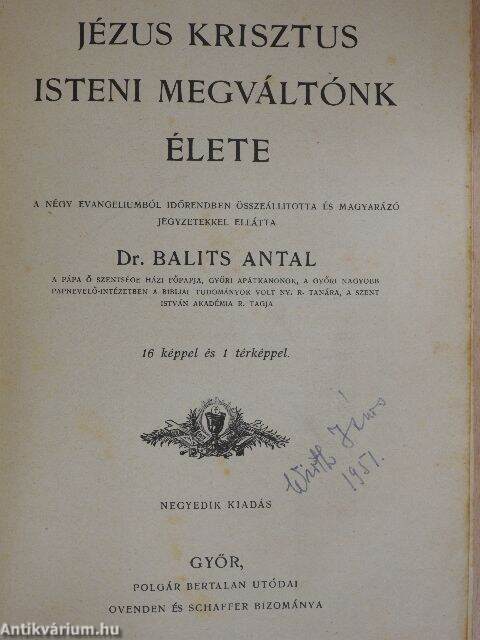 JÉZUS KRISZTUS
ISTENI MEGVÁLTÓNK
ÉLETE
A NÉGY EVANGELIUMBÓL IDŐRENDBEN ÖSSZEÁLLITOTTA ÉS MAGYARÁZÓ
JEGYZETEKKEL ELLÁTTA
Dr. BALITS ANTAL
A PÁPA Ő SZENTSÉGE HÁZI FŐPAPJA, GYŐRI APÁTKANONOK, A GYŐRI NAGYOBB
PAPNEVELŐ-INTÉZETBEN A BIBLIAI TUDOMÁNYOK VOLT NY. R. TANÁRA, A SZENT
ISTVÁN AKADÉMIA R. TAGJA
16 képpel és 1 térképpel.
1951.
NEGYEDIK KIADÁS
GYŐR,
POLGÁR BERTALAN UTÓDAI
OVENDEN ÉS SCHAFFER BIZOMÁNYA
Antikvárium.hu